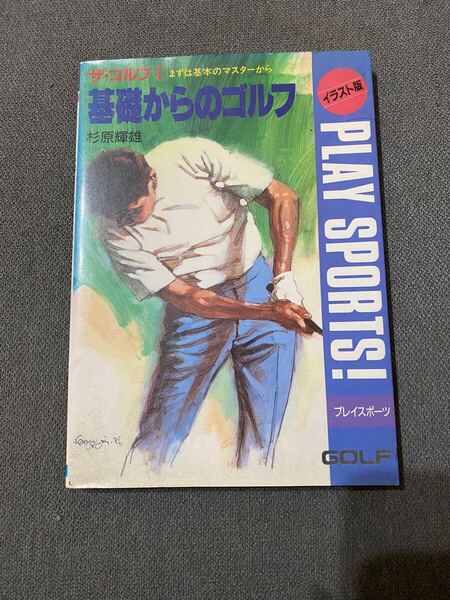 ザ・ゴルフ1 まずは基本のマスターから
基礎からのゴルフ
杉原輝雄
イラスト版
PLAY SPORTS!
プレイスポーツ
GOLF